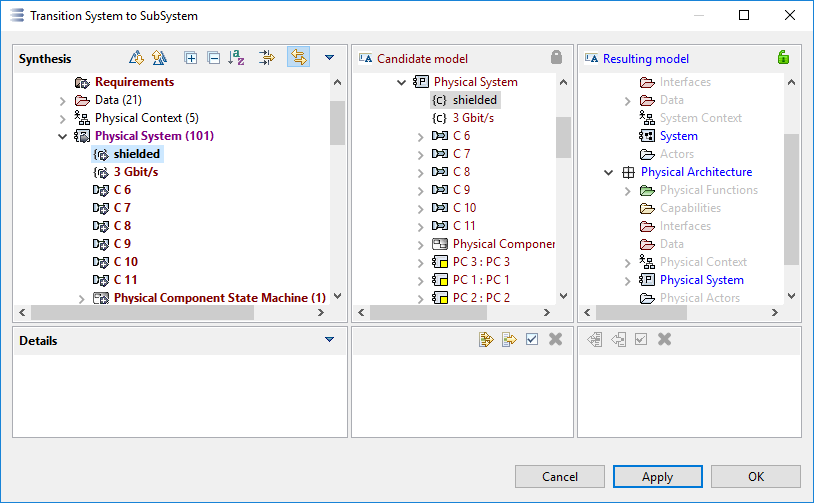 Transition System to SubSystem
Synthesis
Requirements
Data (21)
Physical Context (5)
Physical System (101)
shielded
3 Gbit/s
C 6
C 7
C 8
C 9
C 10
C 11
Physical Component State Machine (1)
Candidate model
Physical System
shielded
3 Gbit/s
C 6
C 7
C 8
C 9
C 10
C 11
Physical Componer
PC 3 : PC 3
PC 1 : PC 1
PC 2 : PC 2
Resulting model
Interfaces
Data
System Context
System
Actors
Physical Architecture
Physical Functions
Capabilities
Interfaces
Data
Physical Context
Physical System
Physical Actors
Details
Cancel
Apply
OK